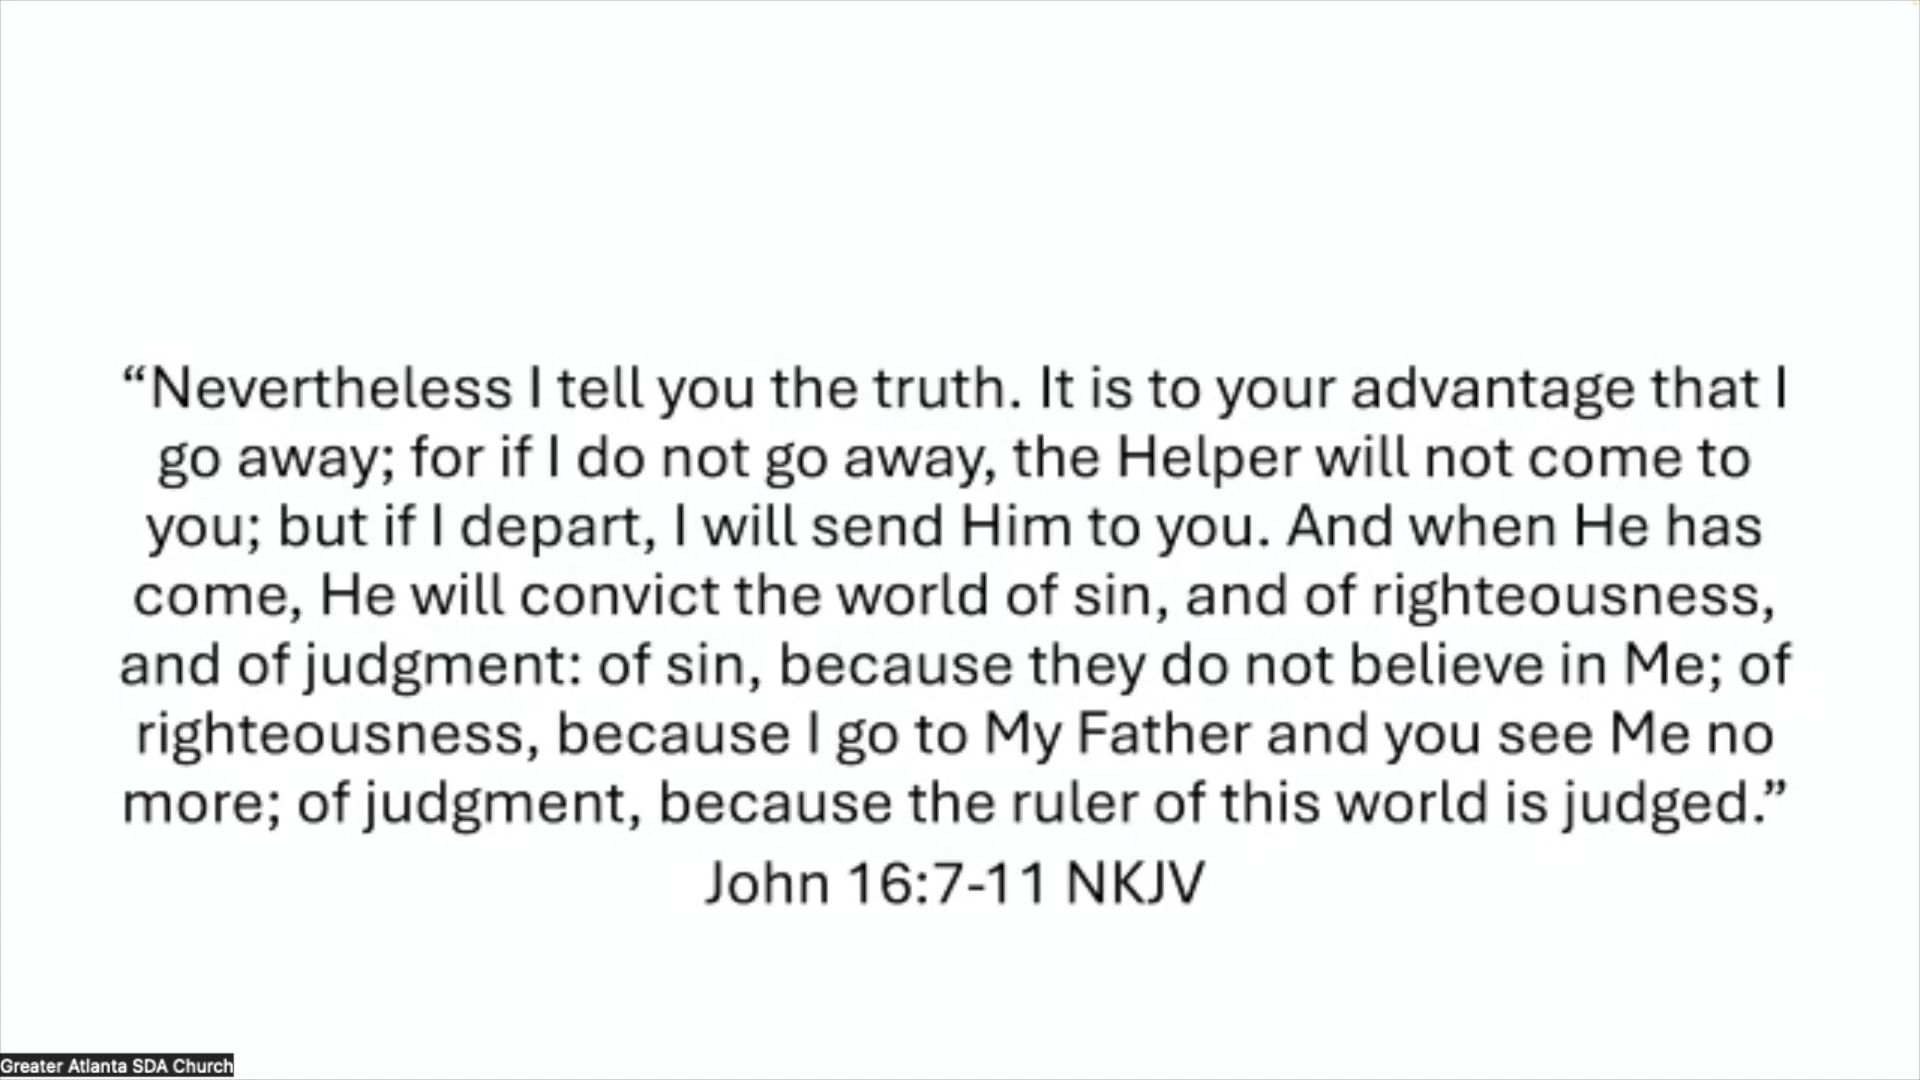 “Nevertheless I tell you the truth. It is to your advantage that I
go away; for if I do not go away, the Helper will not come to
you; but if I depart, I will send Him to you. And when He has
come, He will convict the world of sin, and of righteousness,
and of judgment: of sin, because they do not believe in Me; of
righteousness, because I go to My Father and you see Me no
more; of judgment, because the ruler of this world is judged.”
John 16:7-11 NKJV
Greater Atlanta SDA Church